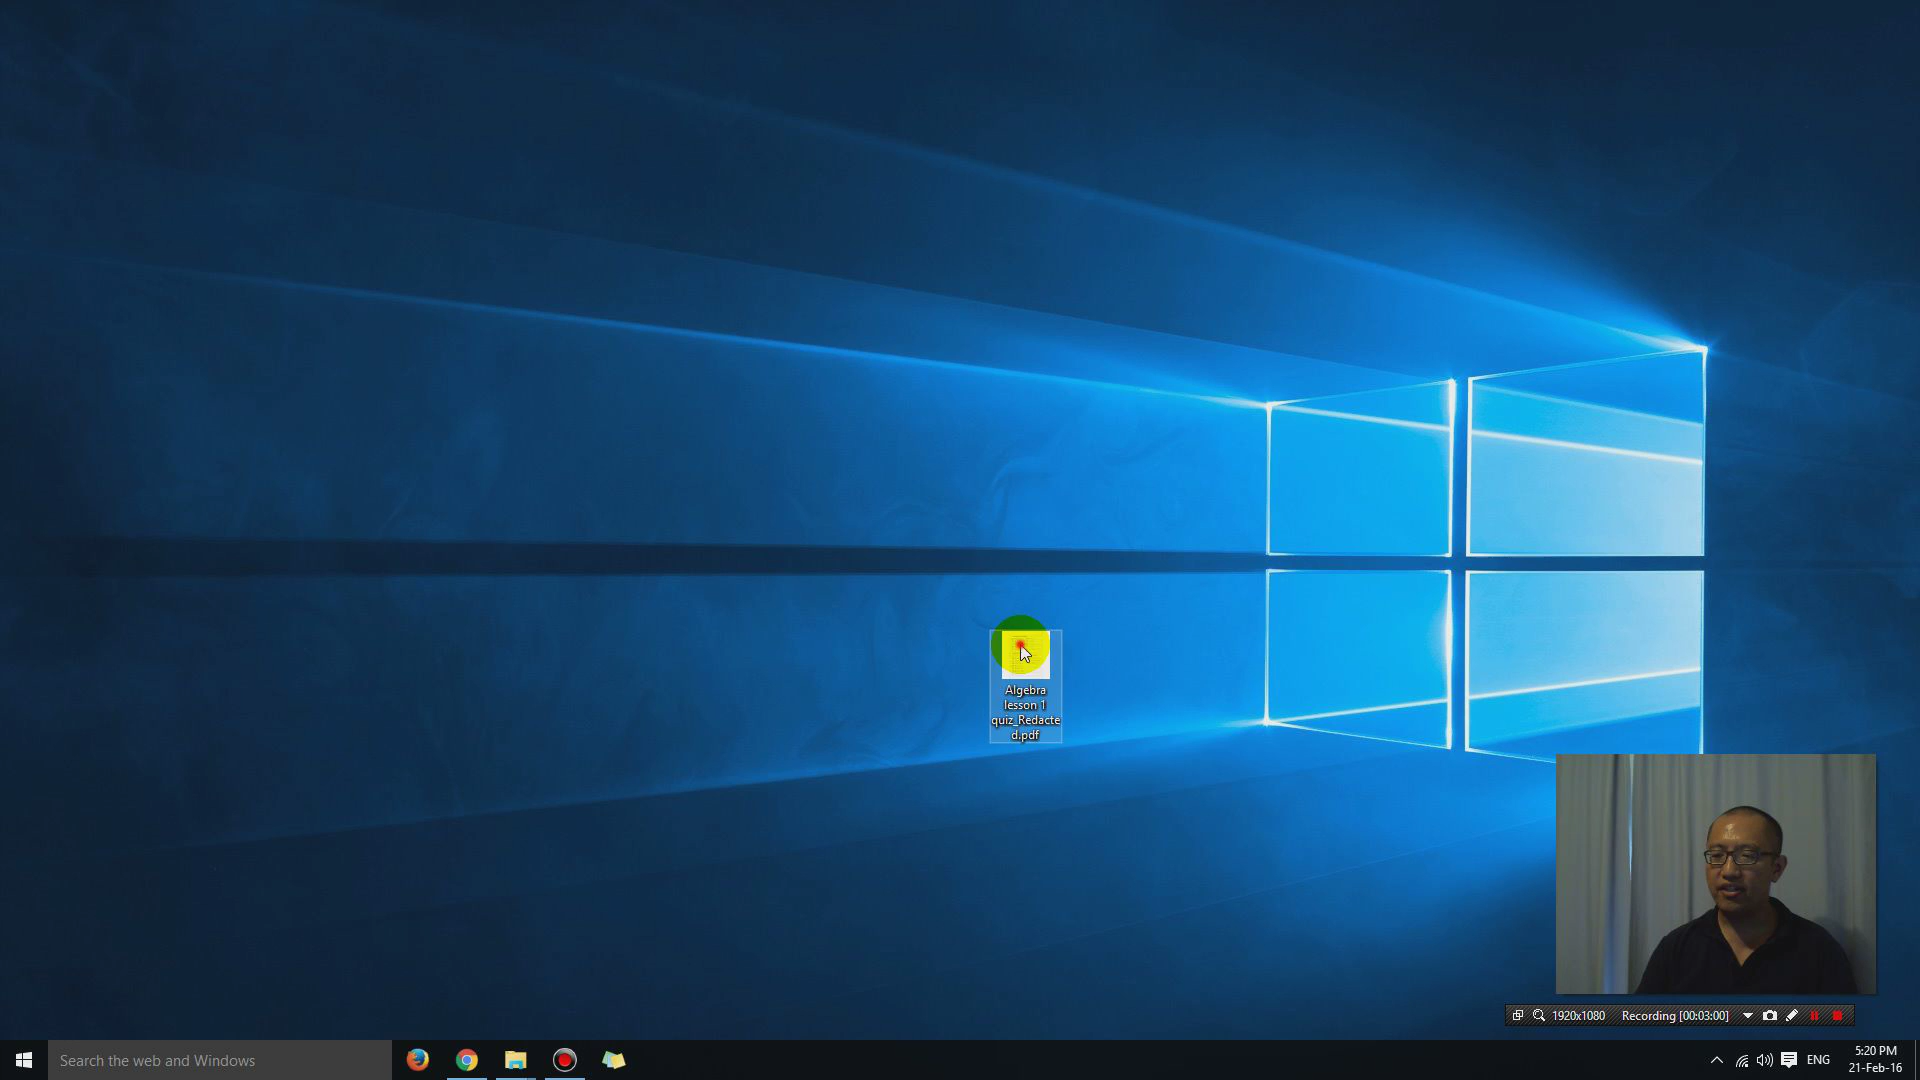 Algebra
lesson 1
quiz_Redacte
d.pdf
1920x1080 Recording [00:03:00]
Search the web and Windows
ENG
5:20 PM
21-Feb-16